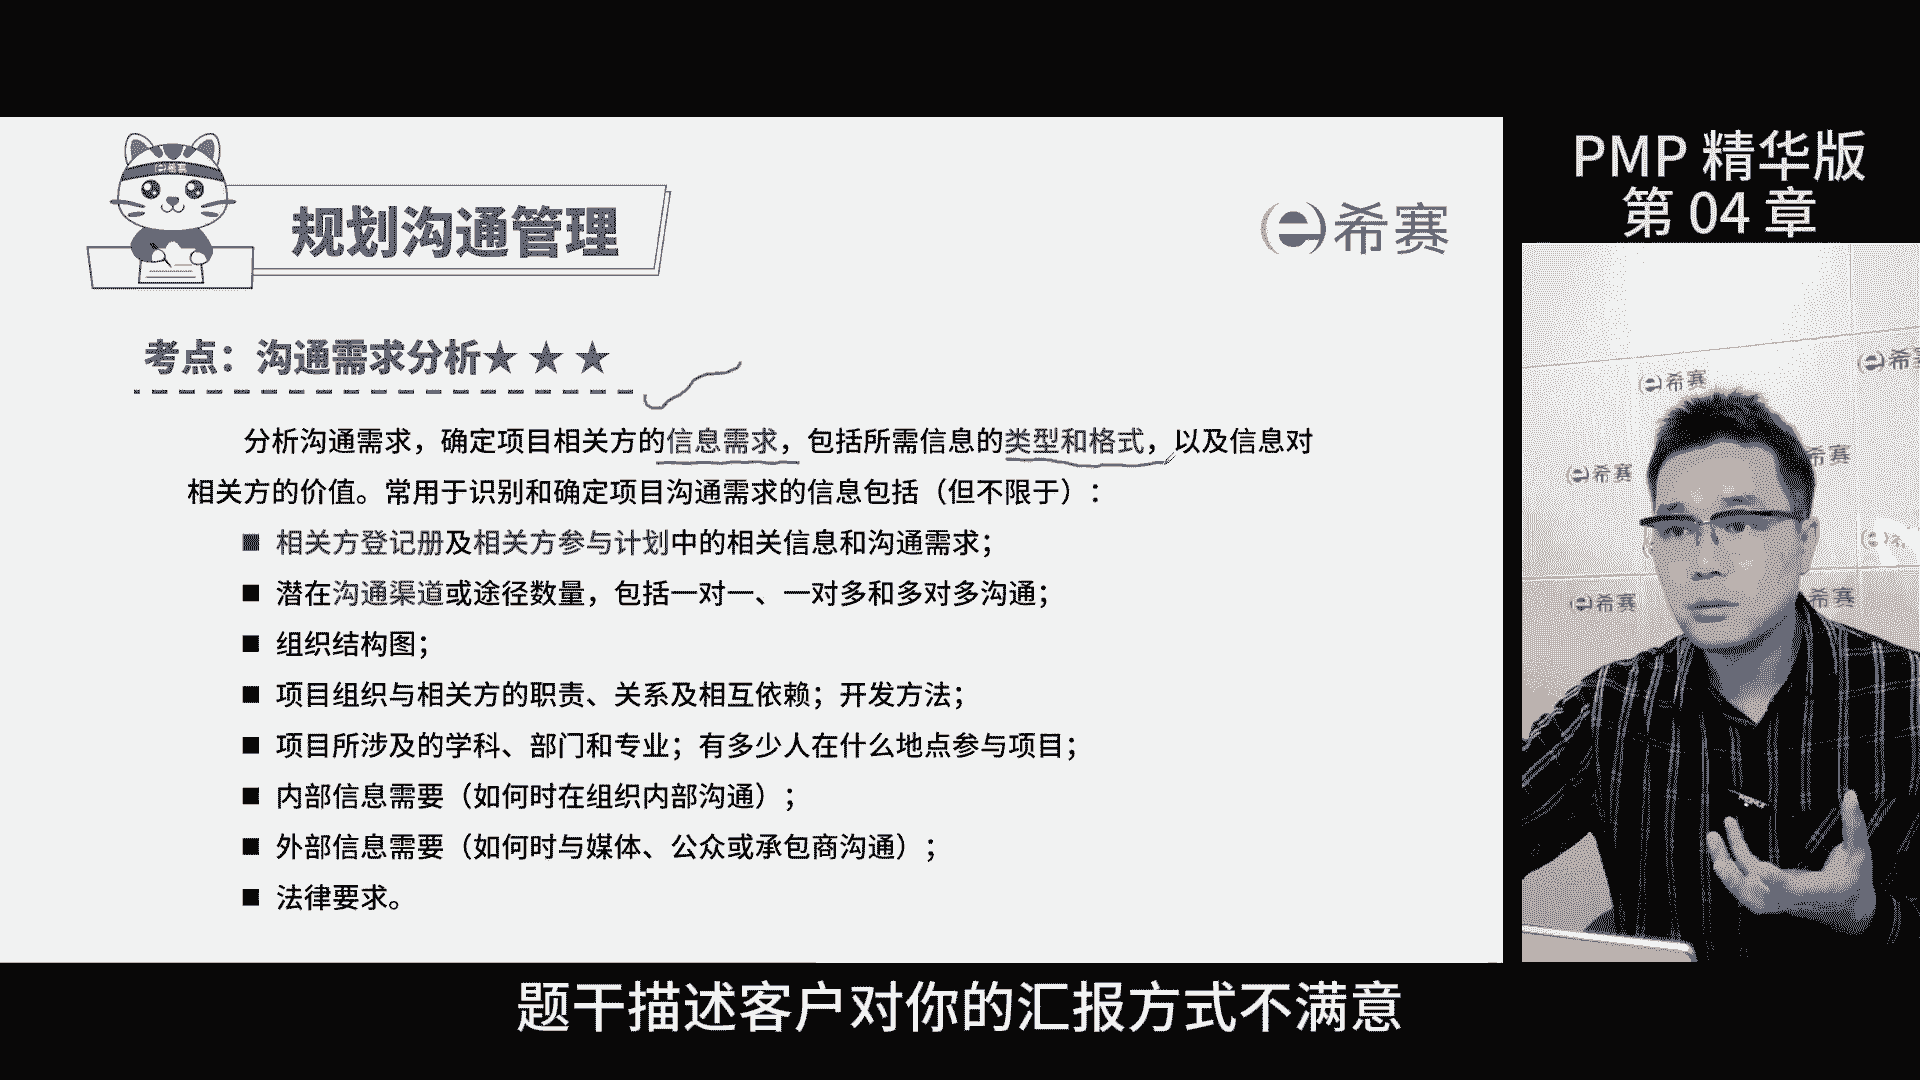 PMP 精华版
第 04 章
规划沟通管理
希赛
考点：沟通需求分析★ ★ ★
分析沟通需求，确定项目相关方的信息需求，包括所需信息的类型和格式，以及信息对
相关方的价值。常用于识别和确定项目沟通需求的信息包括（但不限于）：
■ 相关方登记册及相关方参与计划中的相关信息和沟通需求；
■ 潜在沟通渠道或途径数量，包括一对一、一对多和多对多沟通；
■ 组织结构图；
■ 项目组织与相关方的职责、关系及相互依赖；开发方法；
■ 项目所涉及的学科、部门和专业；有多少人在什么地点参与项目；
■ 内部信息需要（如何时在组织内部沟通）；
■ 外部信息需要（如何时与媒体、公众或承包商沟通）；
■ 法律要求。
希赛
希赛
希赛
希赛
希赛
希赛
题干描述客户对你的汇报方式不满意